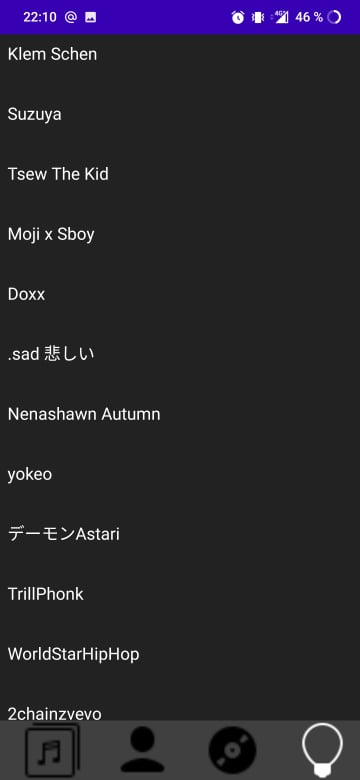 22:10 @ 4G+ 46 %
Klem Schen
Suzuya
Tsew The Kid
Moji x Sboy
Doxx
.sad 悲しい
Nenashawn Autumn
yokeo
デーモンAstari
TrillPhonk
WorldStarHipHop
2chainzvevo